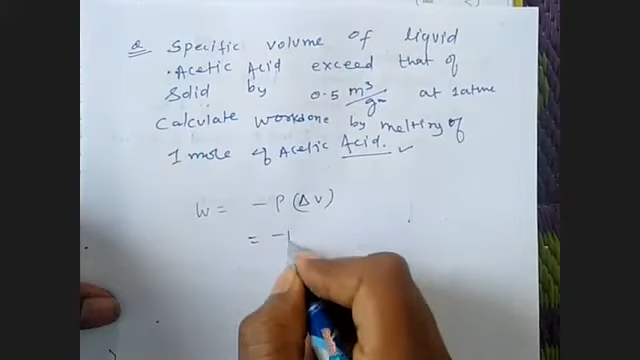 Q Specific volume of liquid
Acetic Acid exceed that of
Solid by 0.5 m³/gm at 1atm
Calculate workdone by melting of
1 mole of Acetic Acid.
W = - P (ΔV)
= -1